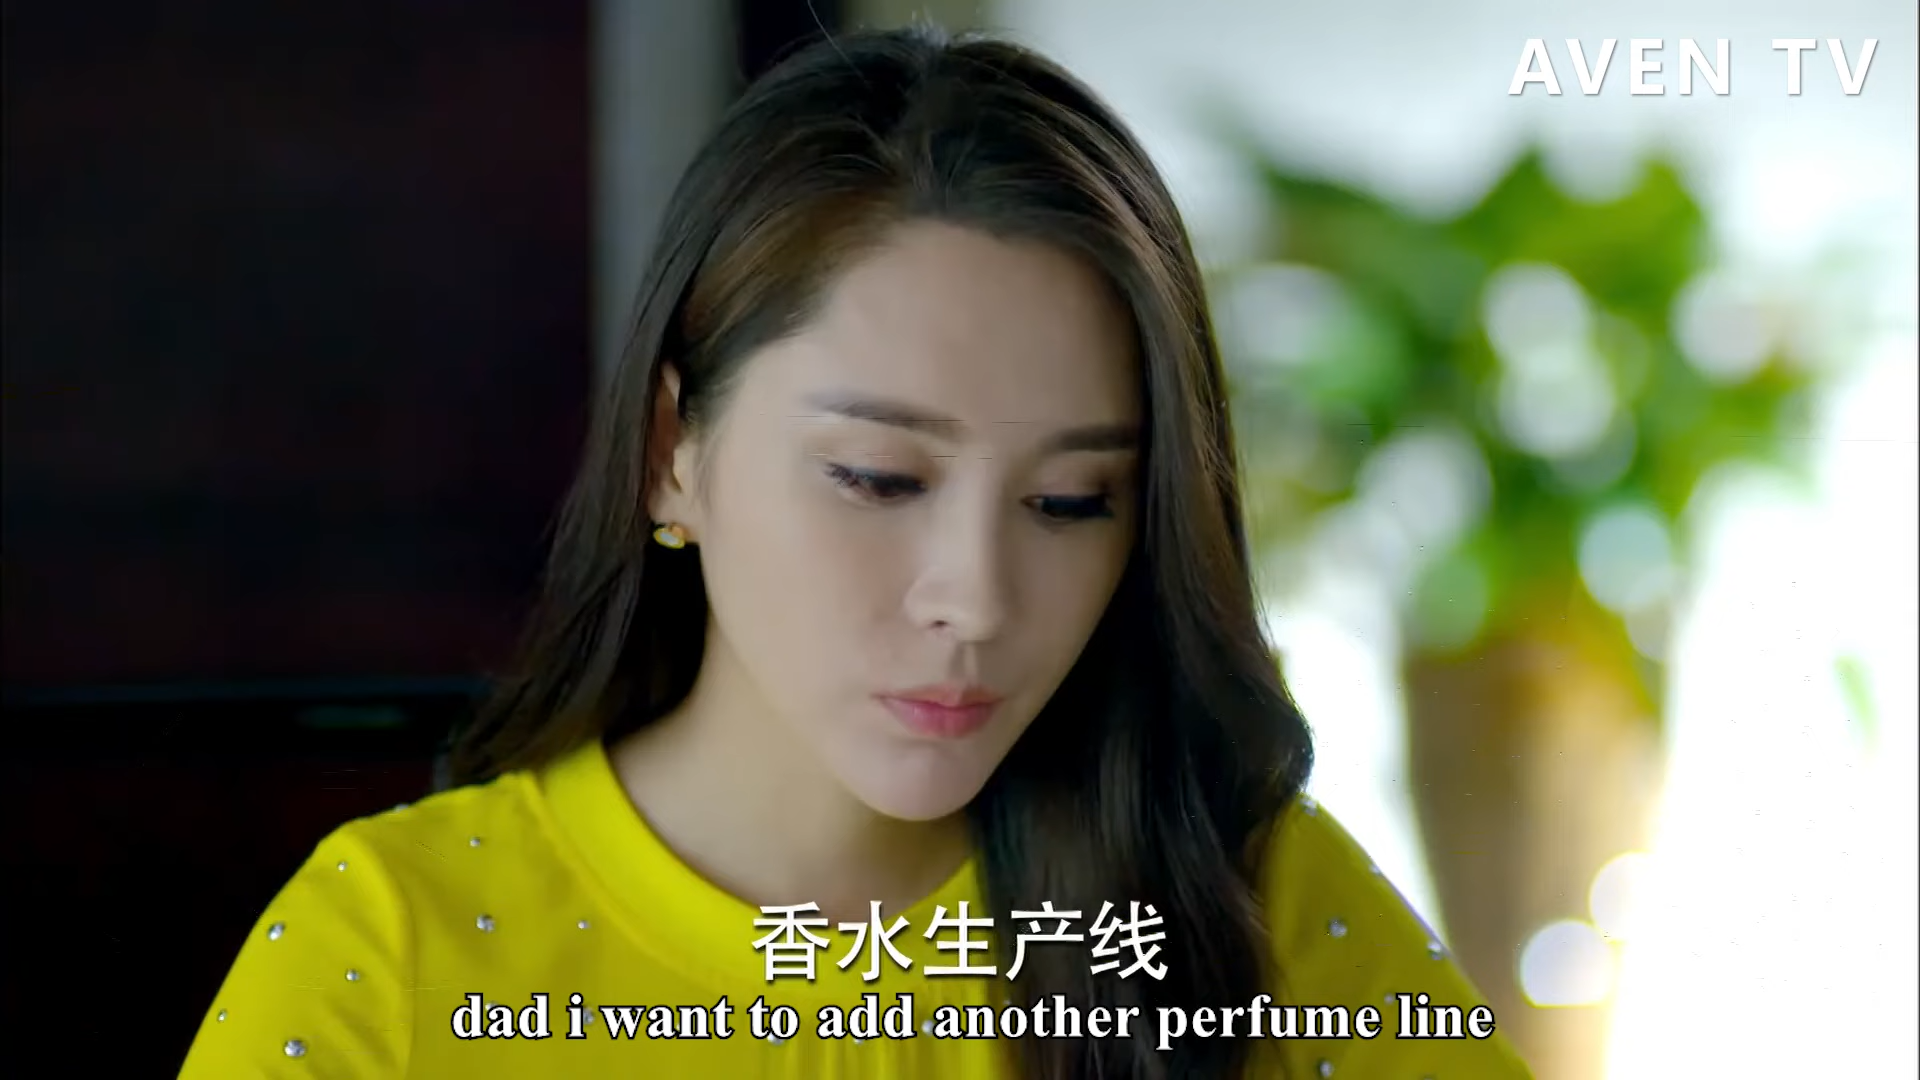 AVEN TV
香水生产线
dad i want to add another perfume line